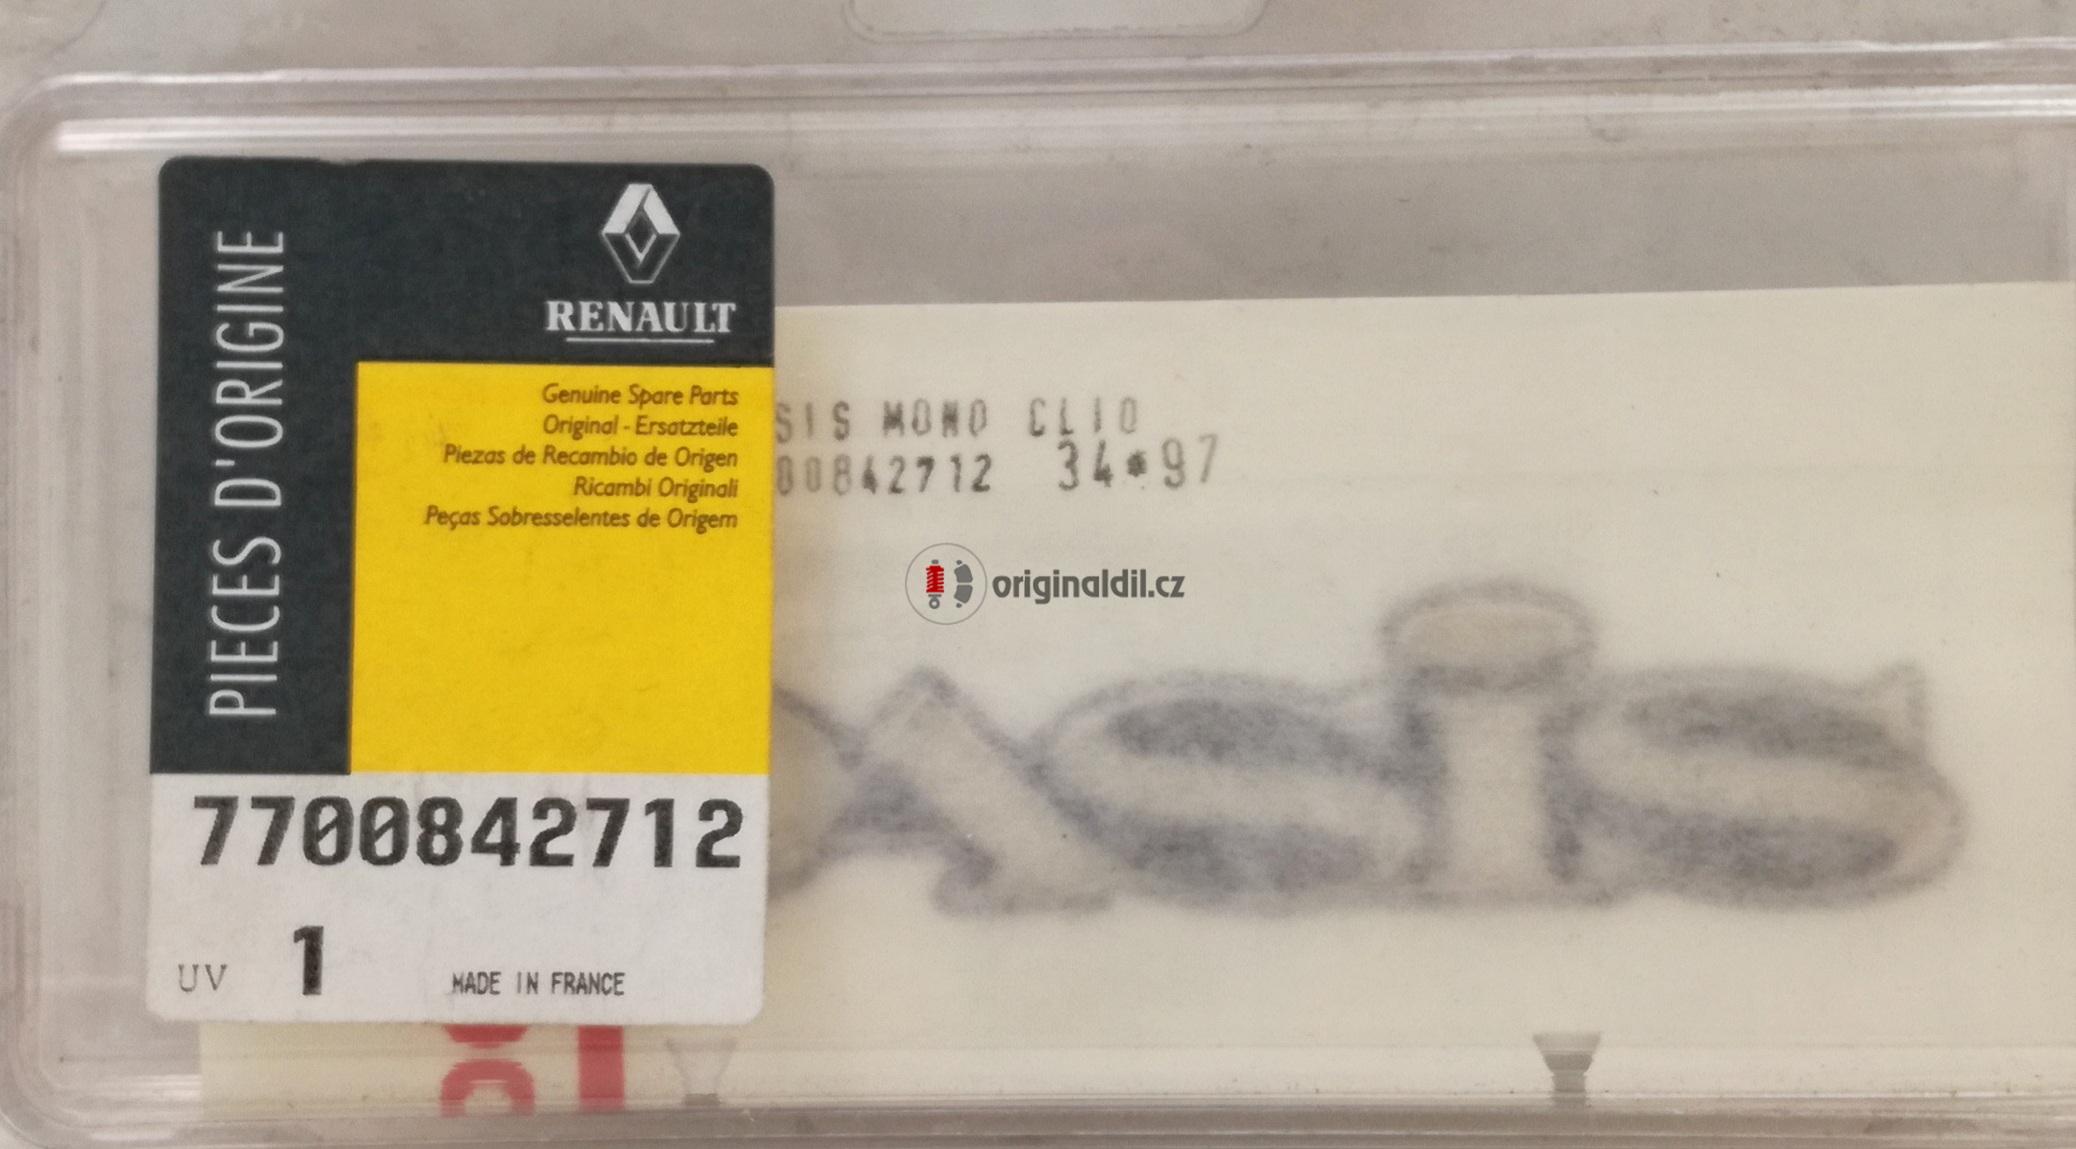 PIECES D'ORIGINE
RENAULT
Genuine Spare Parts
Original - Ersatzteile
Piezas de Recambio de Origen
Ricambi Originali
Peças Sobresselentes de Origem
7700842712
UV 1 MADE IN FRANCE
SIS MONO CLIO
00842712 34*97
originaldil.cz
asis